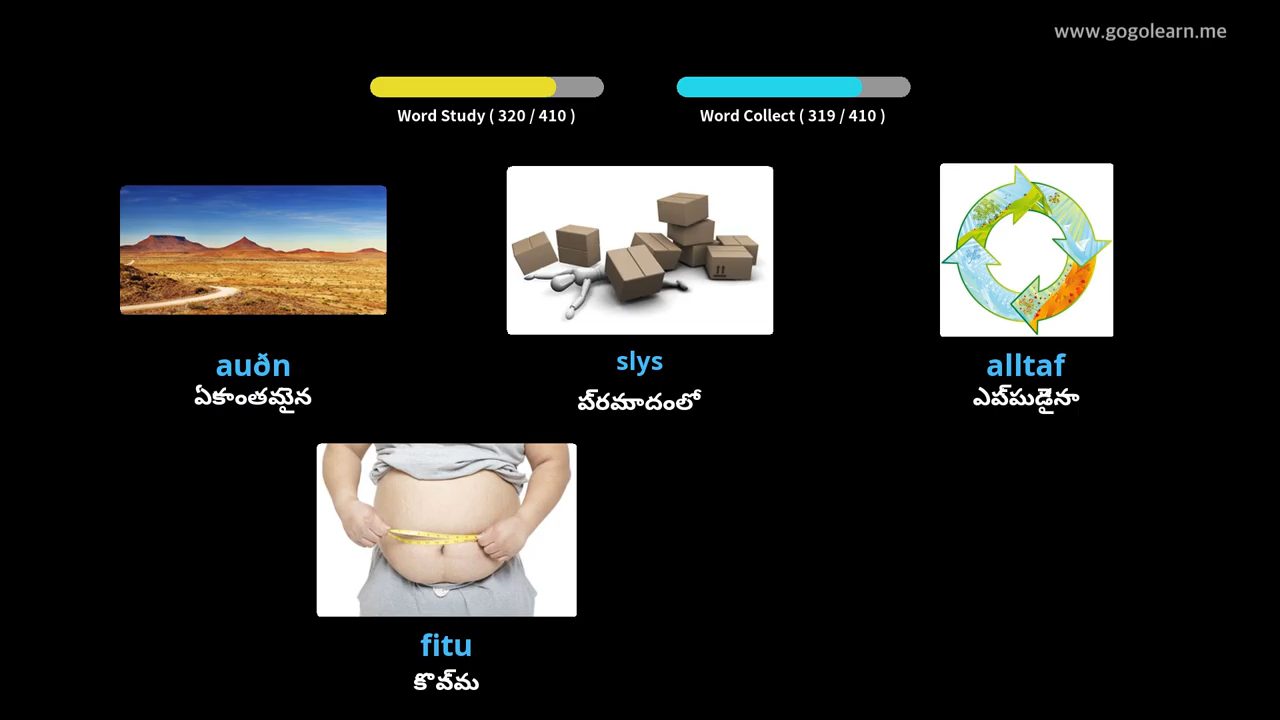 www.gogolearn.me
Word Study ( 320 / 410 )
Word Collect ( 319 / 410 )
auðn
ఏకాంతమైన
slys
ప్రమాదంలో
alltaf
ఎప్పుడైనా
fitu
కొవ్మ